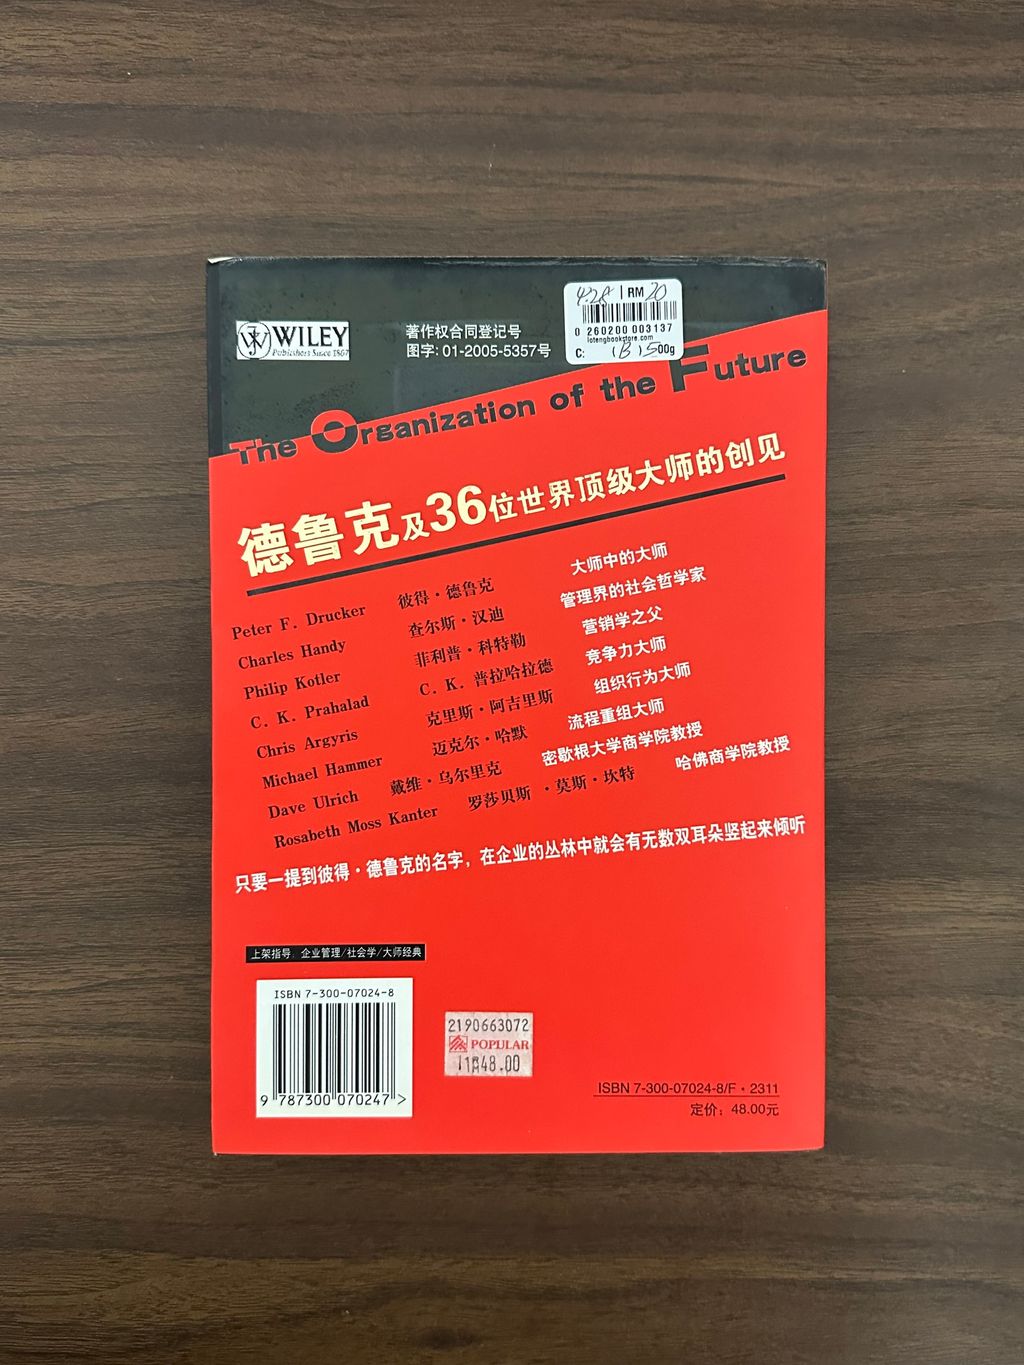 WILEY
Publishers Since 1807
著作权合同登记号
图字: 01-2005-5357号
RM 20
0 260200 003137
lotengbookstore.com
C: (B) 500g
The Organization of the Future
德鲁克及36位世界顶级大师的创见
Peter F. Drucker 彼得·德鲁克 大师中的大师
Charles Handy 查尔斯·汉迪 管理界的社会哲学家
Philip Kotler 菲利普·科特勒 营销学之父
C. K. Prahalad C. K. 普拉哈拉德 竞争力大师
Chris Argyris 克里斯·阿吉里斯 组织行为大师
Michael Hammer 迈克尔·哈默 流程重组大师
Dave Ulrich 戴维·乌尔里克 密歇根大学商学院教授
Rosabeth Moss Kanter 罗莎贝斯·莫斯·坎特 哈佛商学院教授
只要一提到彼得·德鲁克的名字，在企业的丛林中就会有无数双耳朵竖起来倾听
上架指导: 企业管理/社会学/大师经典
ISBN 7-300-07024-8
9 787300 070247 >
2190663072
POPULAR
48.00
ISBN 7-300-07024-8/F · 2311
定价: 48.00元